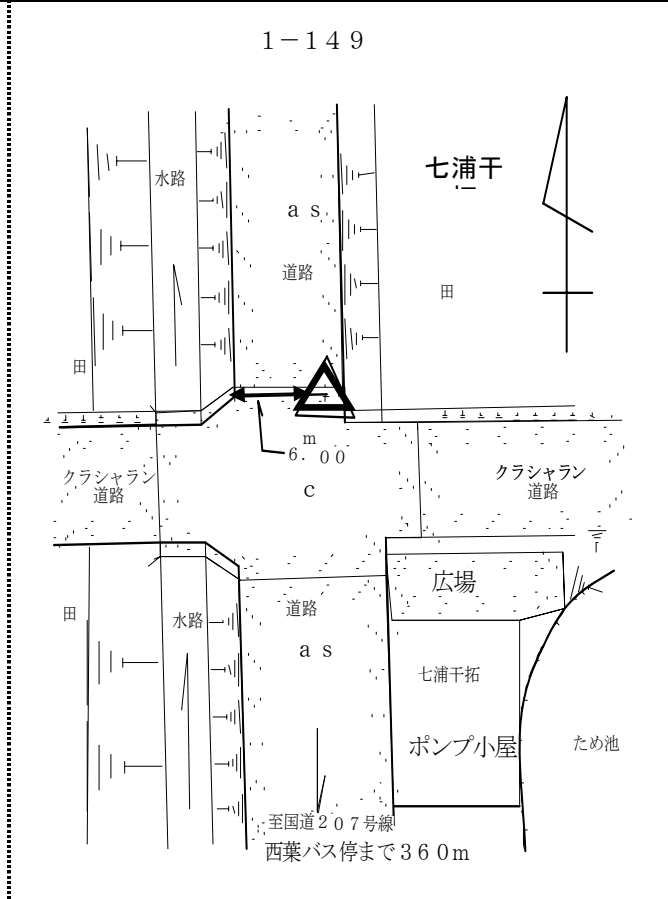 1-149
七浦干
水路
as
道路
田
田
m
6.00
c
クラシャラン
道路
クラシャラン
道路
広場
田
水路
道路
as
七浦干拓
ポンプ小屋
ため池
至国道207号線
西葉バス停まで360m